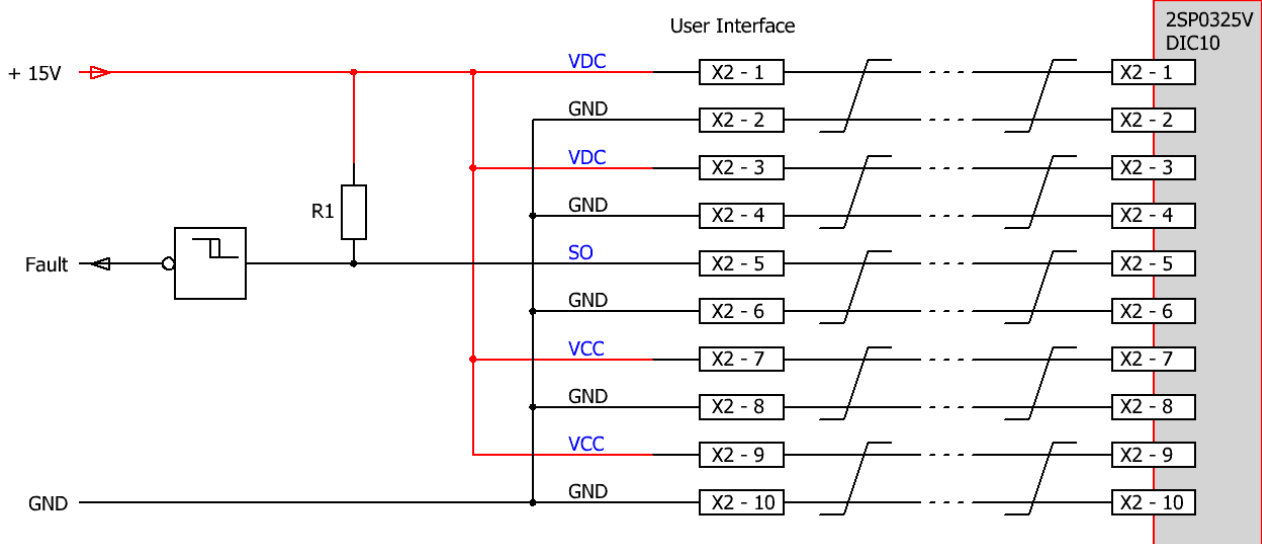 User Interface
2SP0325V
DIC10
+ 15V
VDC
X2 - 1
X2 - 1
GND
X2 - 2
X2 - 2
VDC
X2 - 3
X2 - 3
R1
GND
X2 - 4
X2 - 4
Fault
SO
X2 - 5
X2 - 5
GND
X2 - 6
X2 - 6
VCC
X2 - 7
X2 - 7
GND
X2 - 8
X2 - 8
VCC
X2 - 9
X2 - 9
GND
GND
X2 - 10
X2 - 10